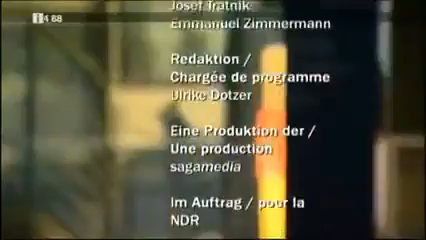 Josef Tratnik
Emmanuel Zimmermann
Redaktion /
Chargée de programme
Ulrike Dotzer
Eine Produktion der /
Une production
sagamedia
Im Auftrag / pour la
NDR